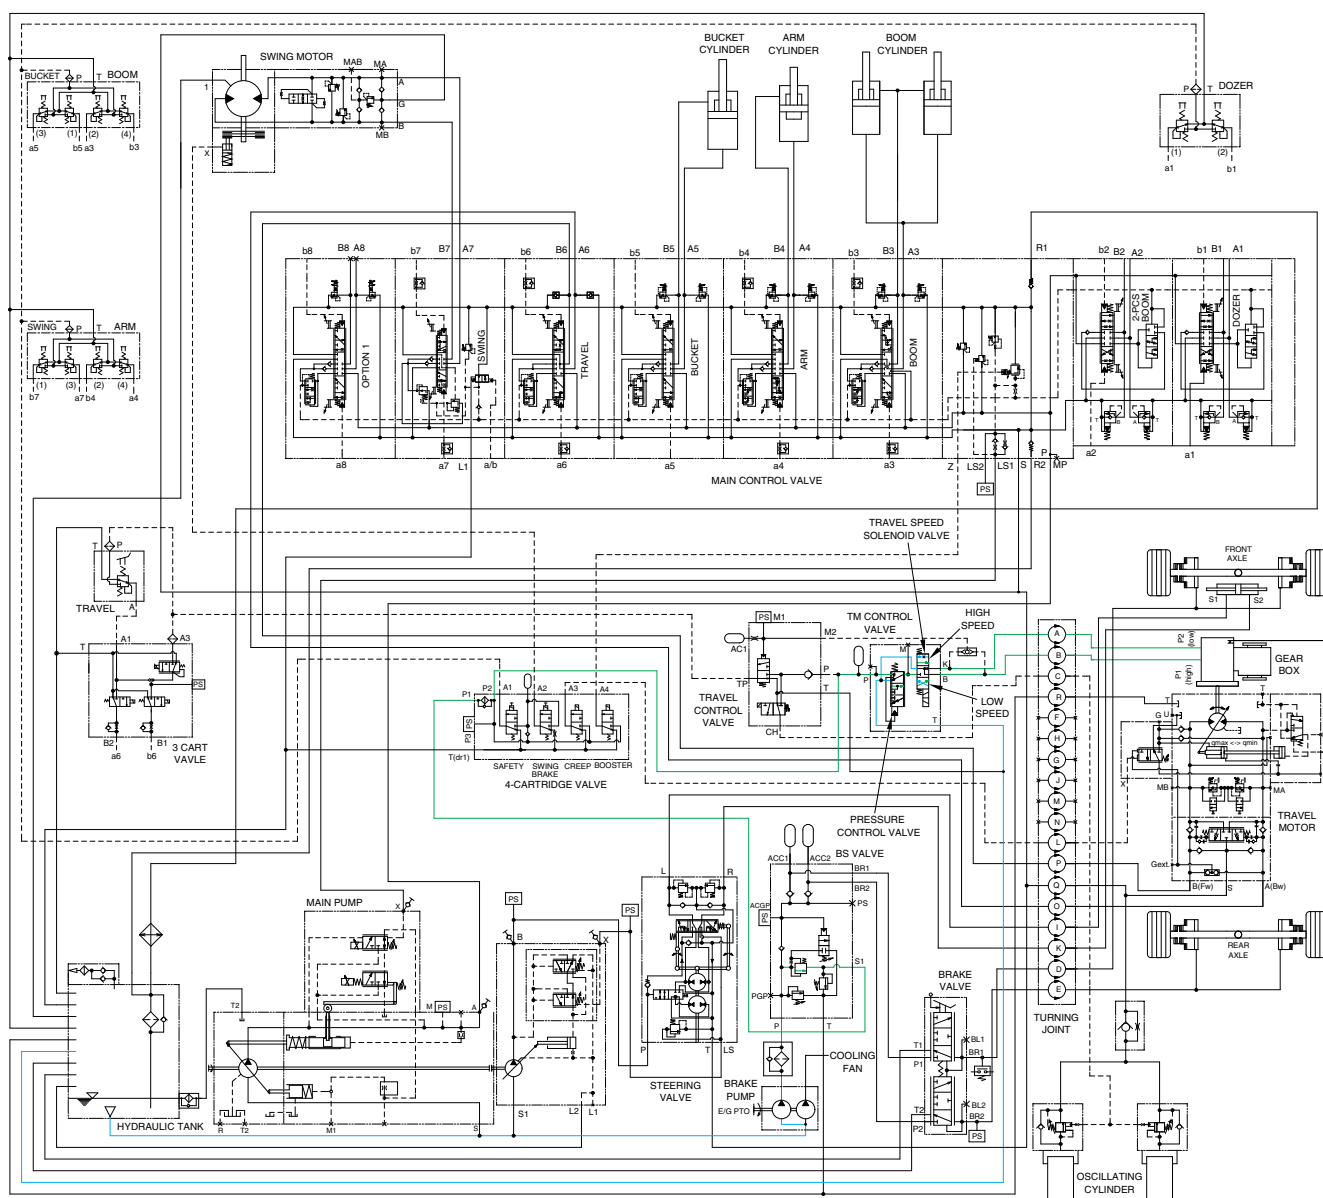 BUCKET CYLINDER
ARM CYLINDER
BOOM CYLINDER
SWING MOTOR
MAB MA
A
G
B
MB
1
X
BUCKET P T BOOM
(3) (1) (2) (4)
a5 b5 a3 b3
P T DOZER
(1) (2)
a1 b1
SWING P T ARM
(1) (3) (2) (4)
b7 a7 b4 a4
b8 B8 A8 b7 B7 A7 b6 B6 A6 b5 B5 A5 b4 B4 A4 b3 B3 A3 R1 b2 B2 A2 b1 B1 A1
OPTION 1
SWING
TRAVEL
BUCKET
ARM
BOOM
2-PCS BOOM
DOZER
T B A T T B A T
a8 a7 L1 a/b a6 a5 a4 a3 Z LS2 LS1 S R2 P MP a2 a1
PS
MAIN CONTROL VALVE
TRAVEL SPEED
SOLENOID VALVE
T P
TRAVEL A
A1 A3
T
PS
B2 B1
a6 b6
3 CART
VAVLE
PS M1
M2
AC1
TP
P
T
CH
TRAVEL
CONTROL
VALVE
TM CONTROL
VALVE
HIGH
SPEED
M
K
P
B
T
LOW
SPEED
PRESSURE
CONTROL VALVE
P1 P2 A1 A2 A3 A4
PS
P3
T(dr1)
SAFETY SWING BRAKE CREEP BOOSTER
4-CARTRIDGE VALVE
FRONT
AXLE
S1 S2
A
B
C
R
F
H
G
J
M
N
L
P
Q
O
I
K
D
E
TURNING
JOINT
P2 (low)
P1 (high)
GEAR
BOX
T T
G U
qmax <-> qmin
X
MB MA
TRAVEL
MOTOR
Gext.
B(Fw) S A(Bw)
REAR
AXLE
MAIN PUMP
X
M PS A
T2
R T2 M1 S
PS
B X
PS
S1 L2 L1
L R
P T LS
STEERING
VALVE
BS VALVE
ACC1 ACC2
BR1
BR2
PS
ACGP
PS
S1
PGP
P T
COOLING
FAN
BRAKE
PUMP
E/G PTO
BRAKE
VALVE
T1
P1
BL1
BR1
T2
P2
BL2
BR2
PS
HYDRAULIC TANK
OSCILLATING
CYLINDER